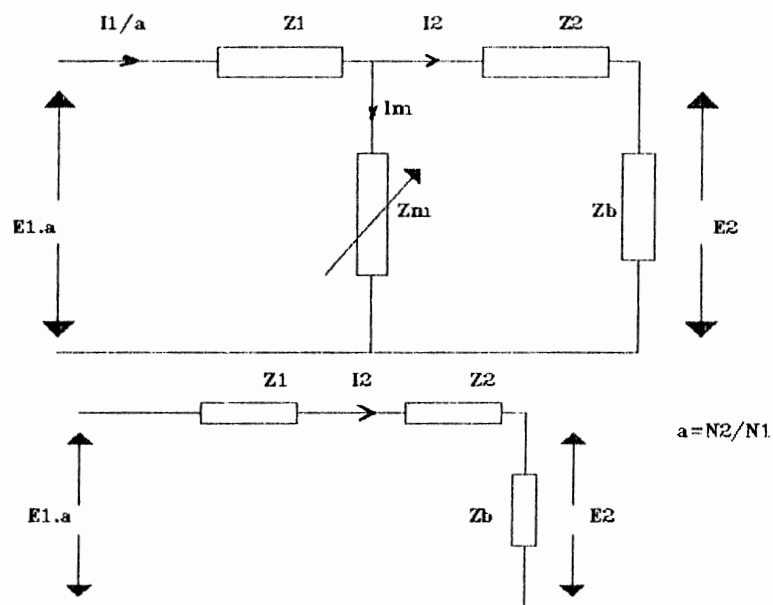 I1/a Z1 I2 Z2
Im
Zm Zb
E1.a E2
Z1 I2 Z2
a=N2/N1
E1.a Zb E2